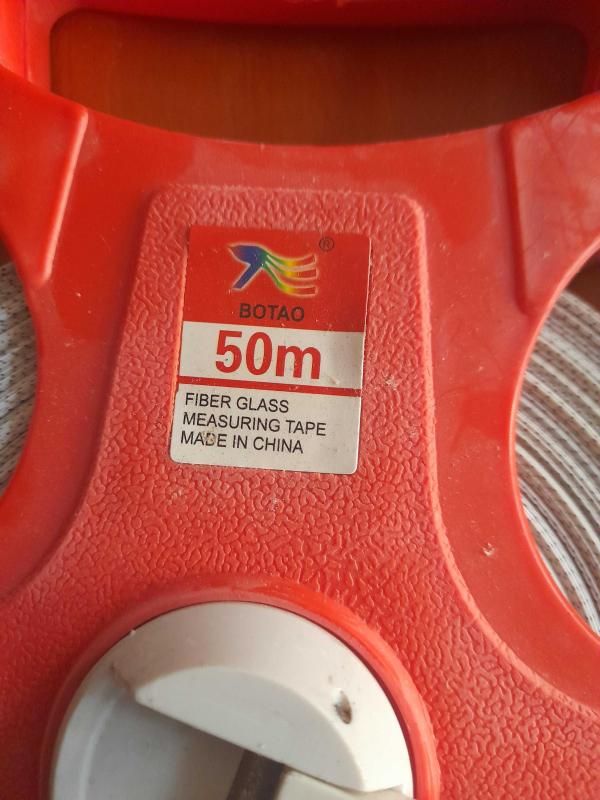 ®
BOTAO
50m
FIBER GLASS
MEASURING TAPE
MADE IN CHINA